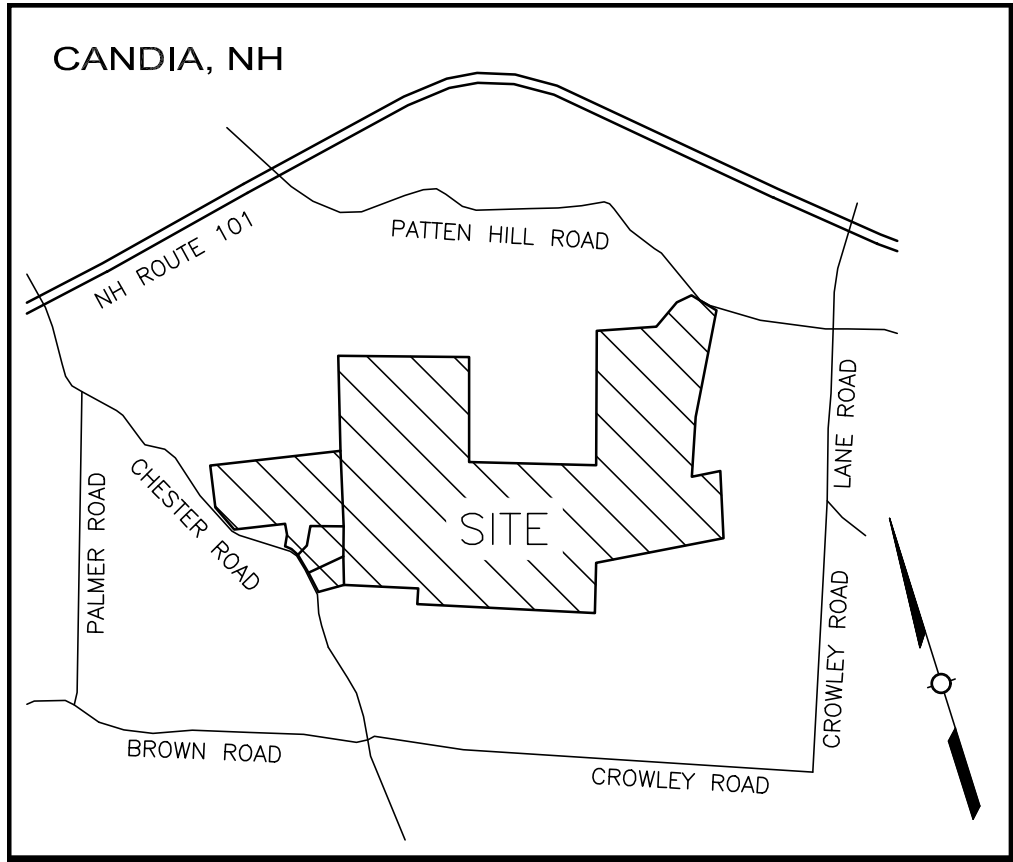 CANDIA, NH
NH ROUTE 101
PATTEN HILL ROAD
LANE ROAD
CHESTER ROAD
PALMER ROAD
SITE
CROWLEY ROAD
BROWN ROAD
CROWLEY ROAD